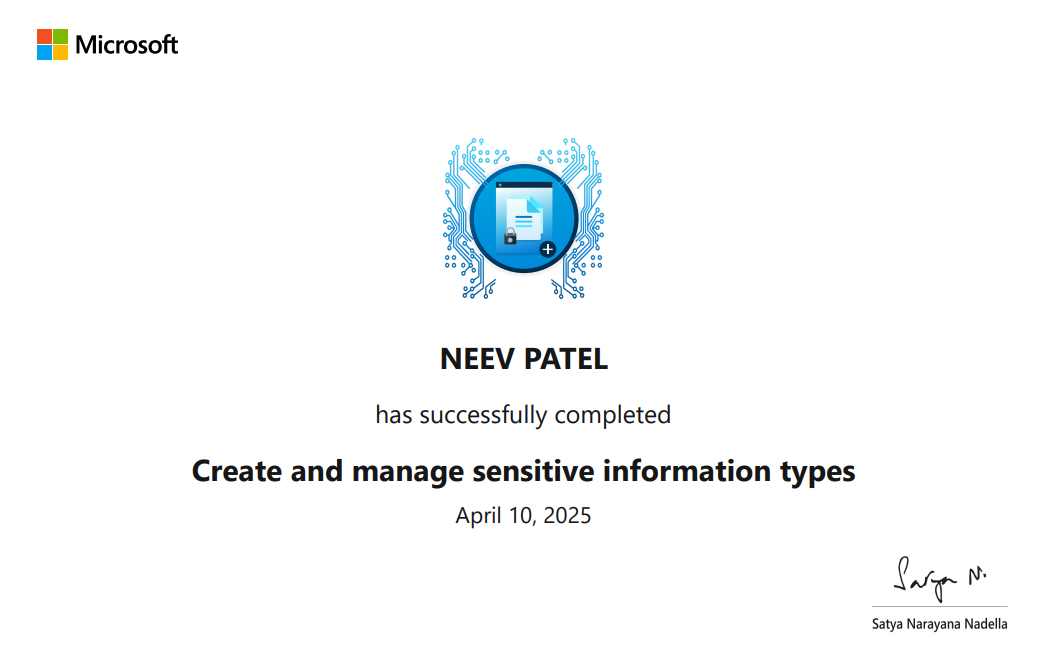 Microsoft
NEEV PATEL
has successfully completed
Create and manage sensitive information types
April 10, 2025
Satya N.
Satya Narayana Nadella